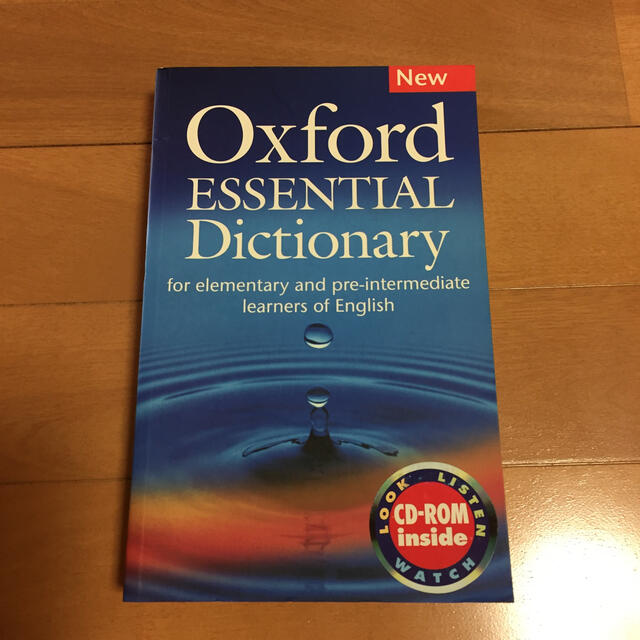 New
Oxford
ESSENTIAL
Dictionary
for elementary and pre-intermediate
learners of English
LOOK LISTEN
CD-ROM
inside
WATCH